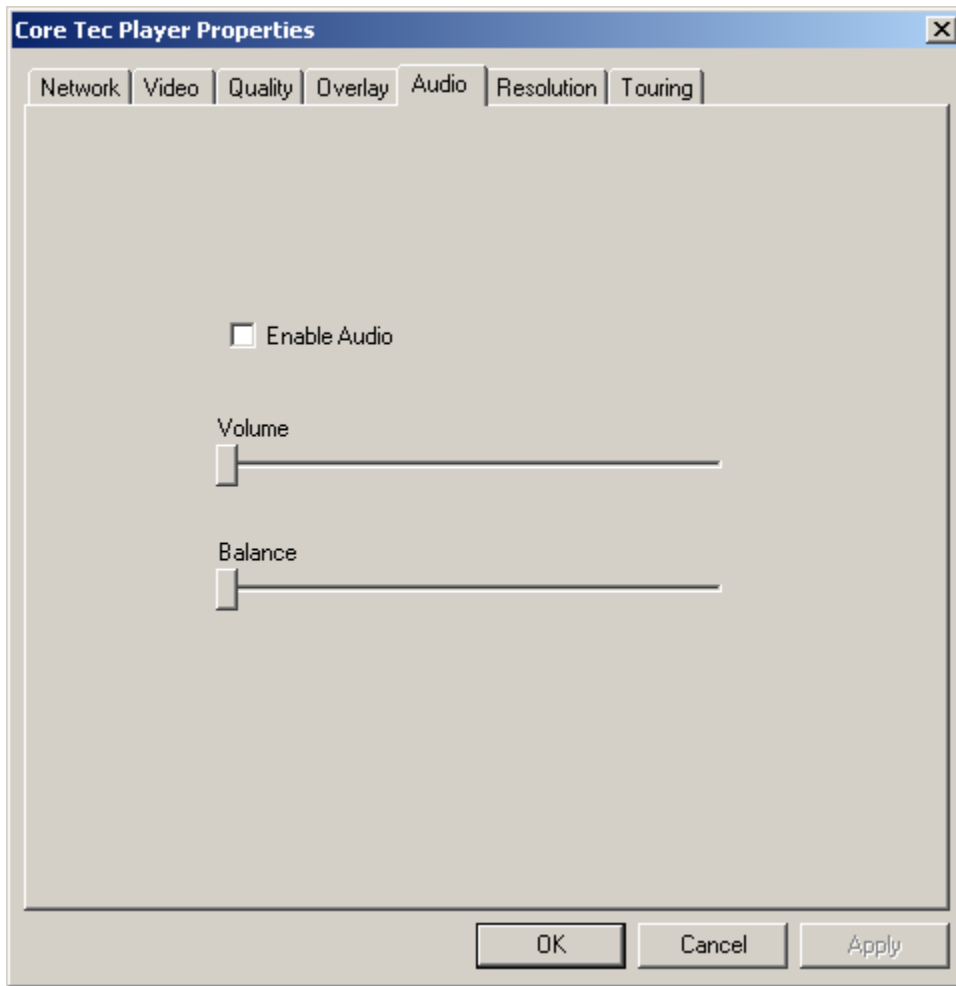 Core Tec Player Properties
Network Video Quality Overlay Audio Resolution Touring
Enable Audio
Volume
Balance
OK Cancel Apply